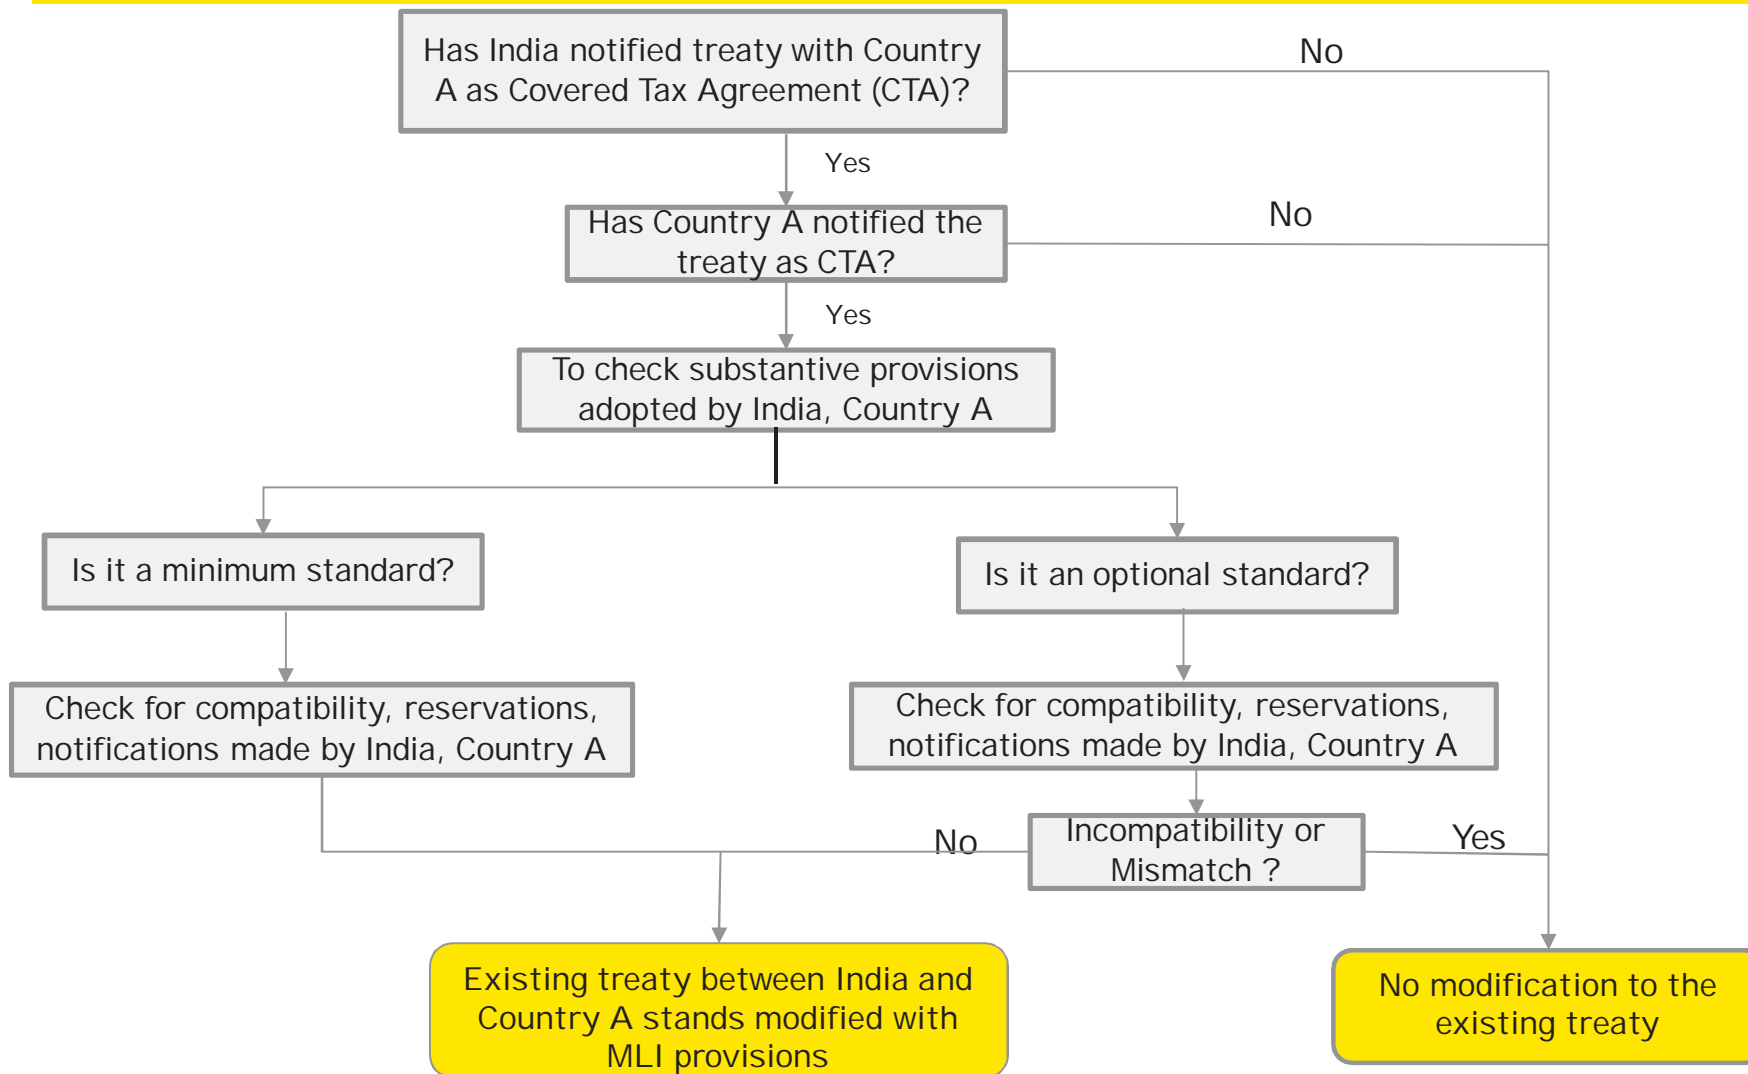 Has India notified treaty with Country
A as Covered Tax Agreement (CTA)?
No
Yes
Has Country A notified the
treaty as CTA?
No
Yes
To check substantive provisions
adopted by India, Country A
Is it a minimum standard?
Is it an optional standard?
Check for compatibility, reservations,
notifications made by India, Country A
Check for compatibility, reservations,
notifications made by India, Country A
No
Incompatibility or
Mismatch ?
Yes
Existing treaty between India and
Country A stands modified with
MLI provisions
No modification to the
existing treaty